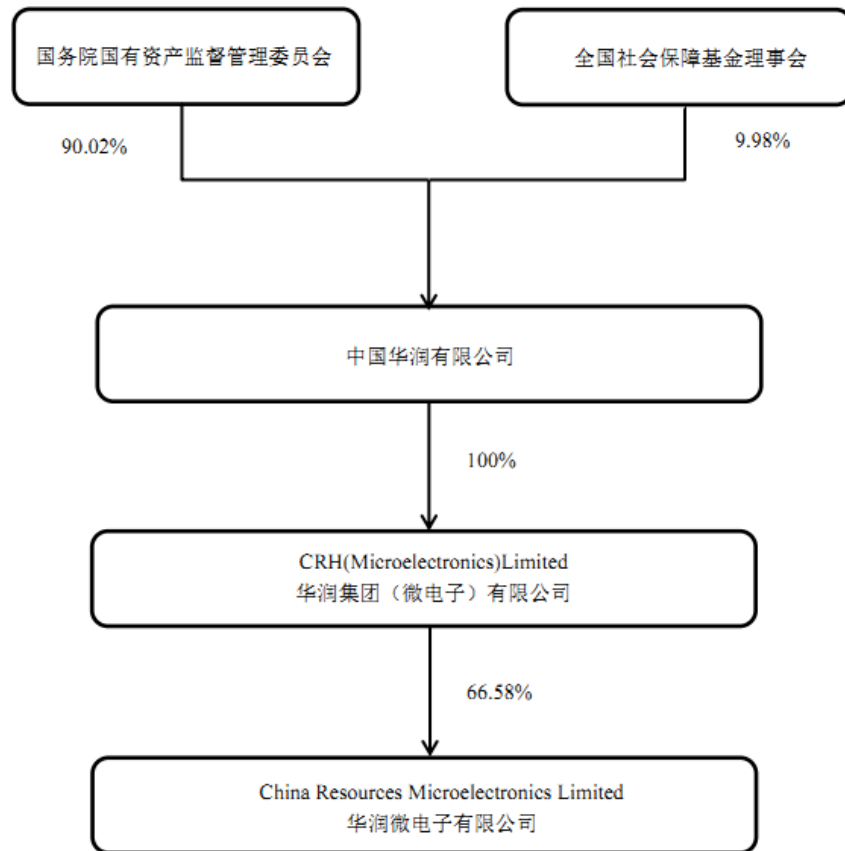 国务院国有资产监督管理委员会
全国社会保障基金理事会
90.02%
9.98%
中国华润有限公司
100%
CRH(Microelectronics)Limited
华润集团（微电子）有限公司
66.58%
China Resources Microelectronics Limited
华润微电子有限公司